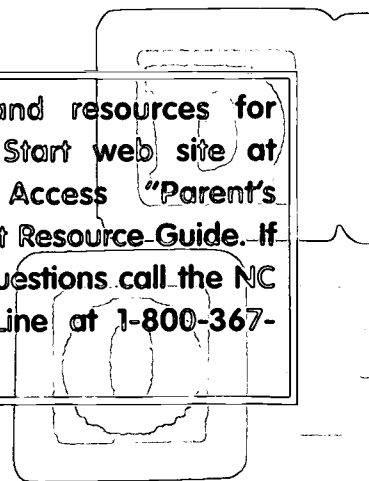 and resources for
Start web site at
Access "Parent's
t Resource Guide. If
uestions call the NC
Line at 1-800-367-